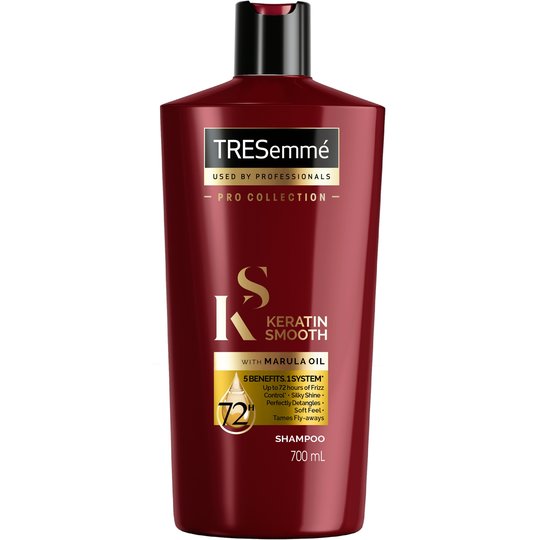 TRESemmé
USED BY PROFESSIONALS
PRO COLLECTION
KS
KERATIN
SMOOTH
WITH MARULA OIL
5 BENEFITS, 1 SYSTEM*
Up to 72 hours of Frizz
Control* • Silky Shine •
Perfectly Detangles •
Soft Feel •
Tames Fly-aways
72H
SHAMPOO
700 mL